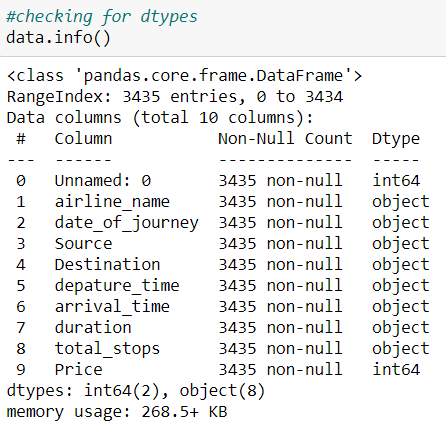 #checking for dtypes
data.info()
<class 'pandas.core.frame.DataFrame'>
RangeIndex: 3435 entries, 0 to 3434
Data columns (total 10 columns):
 #   Column           Non-Null Count  Dtype
---  ------           --------------  -----
 0   Unnamed: 0       3435 non-null   int64
 1   airline_name     3435 non-null   object
 2   date_of_journey  3435 non-null   object
 3   Source           3435 non-null   object
 4   Destination      3435 non-null   object
 5   depature_time    3435 non-null   object
 6   arrival_time     3435 non-null   object
 7   duration         3435 non-null   object
 8   total_stops      3435 non-null   object
 9   Price            3435 non-null   int64
dtypes: int64(2), object(8)
memory usage: 268.5+ KB